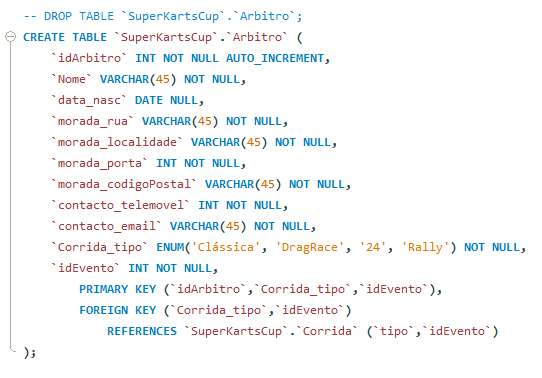 -- DROP TABLE `SuperKartsCup`.`Arbitro`;
CREATE TABLE `SuperKartsCup`.`Arbitro` (
`idArbitro` INT NOT NULL AUTO_INCREMENT,
`Nome` VARCHAR(45) NOT NULL,
`data_nasc` DATE NULL,
`morada_rua` VARCHAR(45) NOT NULL,
`morada_localidade` VARCHAR(45) NOT NULL,
`morada_porta` INT NOT NULL,
`morada_codigoPostal` VARCHAR(45) NOT NULL,
`contacto_telemovel` INT NOT NULL,
`contacto_email` VARCHAR(45) NOT NULL,
`Corrida_tipo` ENUM('Clássica', 'DragRace', '24', 'Rally') NOT NULL,
`idEvento` INT NOT NULL,
PRIMARY KEY (`idArbitro`,`Corrida_tipo`,`idEvento`),
FOREIGN KEY (`Corrida_tipo`,`idEvento`)
REFERENCES `SuperKartsCup`.`Corrida` (`tipo`,`idEvento`)
);